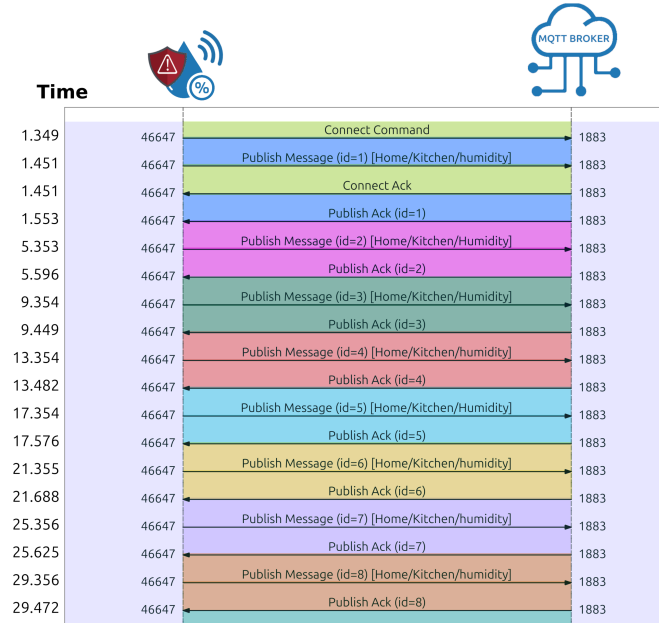 MQTT BROKER
%
Time
1.349 46647 Connect Command 1883
1.451 46647 Publish Message (id=1) [Home/Kitchen/humidity] 1883
1.451 46647 Connect Ack 1883
1.553 46647 Publish Ack (id=1) 1883
5.353 46647 Publish Message (id=2) [Home/Kitchen/Humidity] 1883
5.596 46647 Publish Ack (id=2) 1883
9.354 46647 Publish Message (id=3) [Home/Kitchen/Humidity] 1883
9.449 46647 Publish Ack (id=3) 1883
13.354 46647 Publish Message (id=4) [Home/Kitchen/humidity] 1883
13.482 46647 Publish Ack (id=4) 1883
17.354 46647 Publish Message (id=5) [Home/Kitchen/Humidity] 1883
17.576 46647 Publish Ack (id=5) 1883
21.355 46647 Publish Message (id=6) [Home/Kitchen/humidity] 1883
21.688 46647 Publish Ack (id=6) 1883
25.356 46647 Publish Message (id=7) [Home/Kitchen/humidity] 1883
25.625 46647 Publish Ack (id=7) 1883
29.356 46647 Publish Message (id=8) [Home/Kitchen/humidity] 1883
29.472 46647 Publish Ack (id=8) 1883